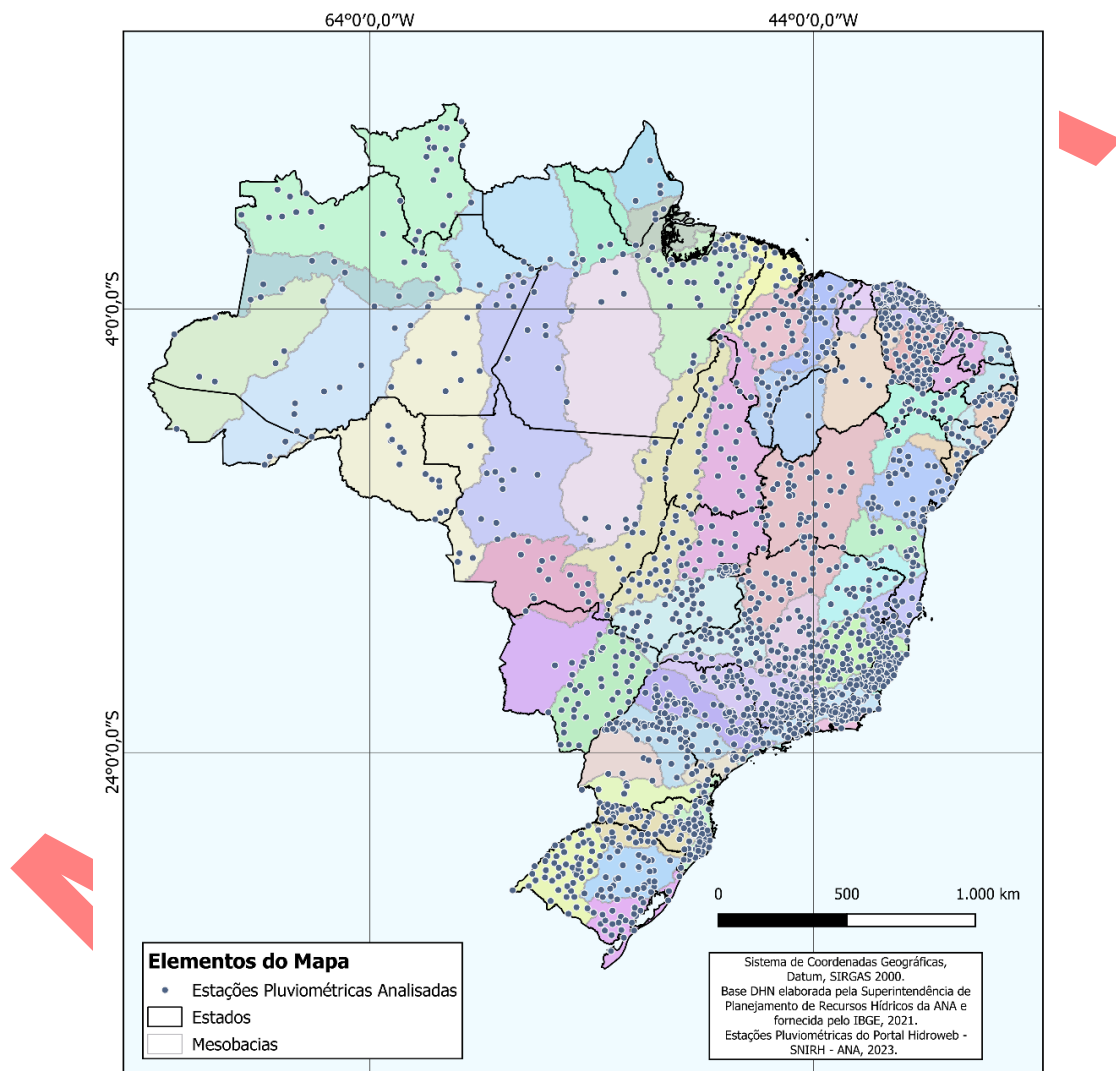 64°0'0,0"W
44°0'0,0"W
4°0'0,0"S
24°0'0,0"S
0
500
1.000 km
Elementos do Mapa
Estações Pluviométricas Analisadas
Estados
Mesobacias
Sistema de Coordenadas Geográficas,
Datum, SIRGAS 2000.
Base DHN elaborada pela Superintendência de
Planejamento de Recursos Hídricos da ANA e
fornecida pelo IBGE, 2021.
Estações Pluviométricas do Portal Hidroweb -
SNIRH - ANA, 2023.